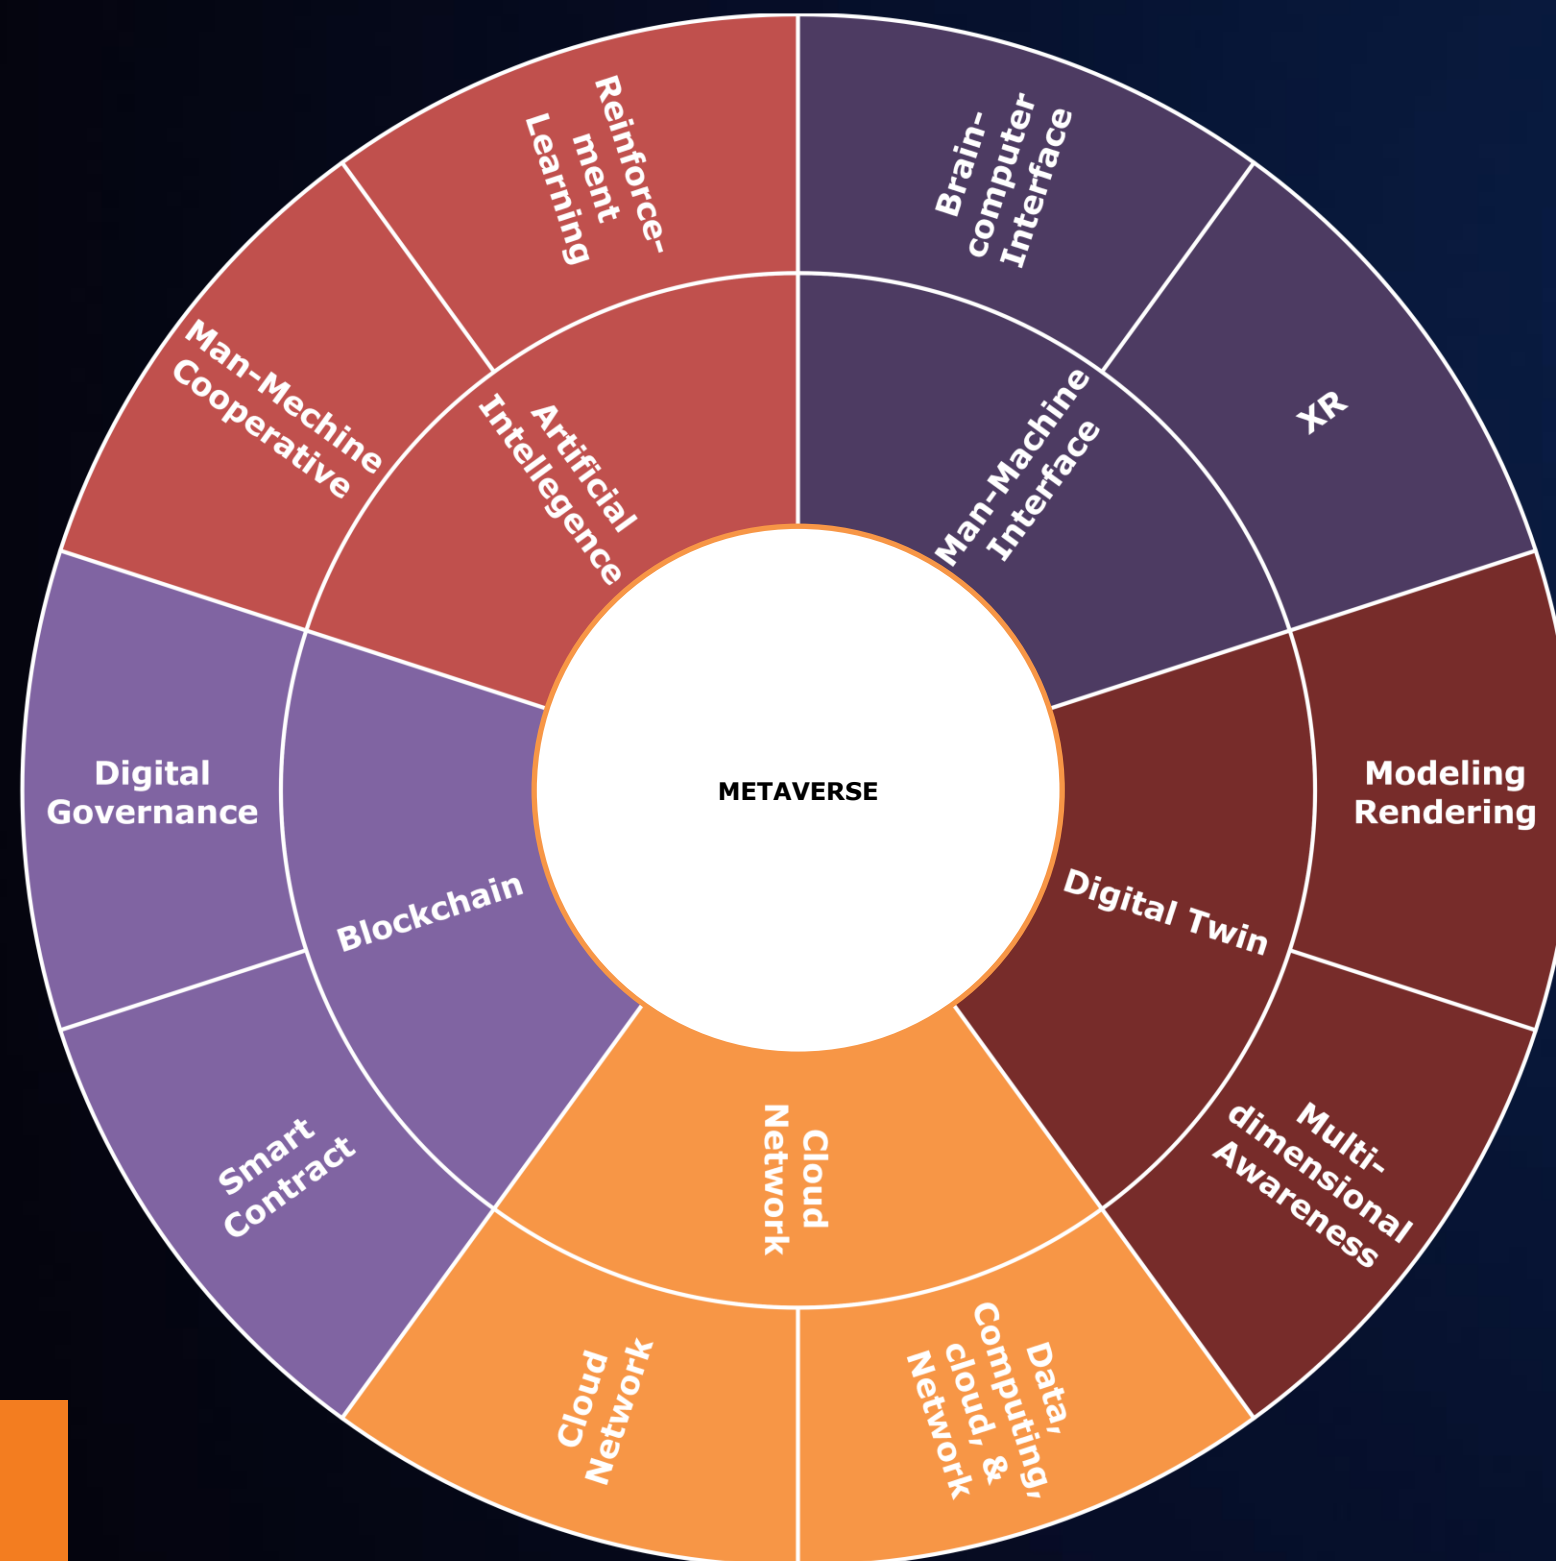 Reinforce-
ment
Learning
Brain-
computer
Interface
Man-Mechine
Cooperative
Artificial
Intellegence
Man-Machine
Interface
XR
Digital
Governance
METAVERSE
Modeling
Rendering
Blockchain
Digital Twin
Smart
Contract
Cloud
Network
Multi-
dimensional
Awareness
Cloud
Network
Data,
Computing,
cloud, &
Network